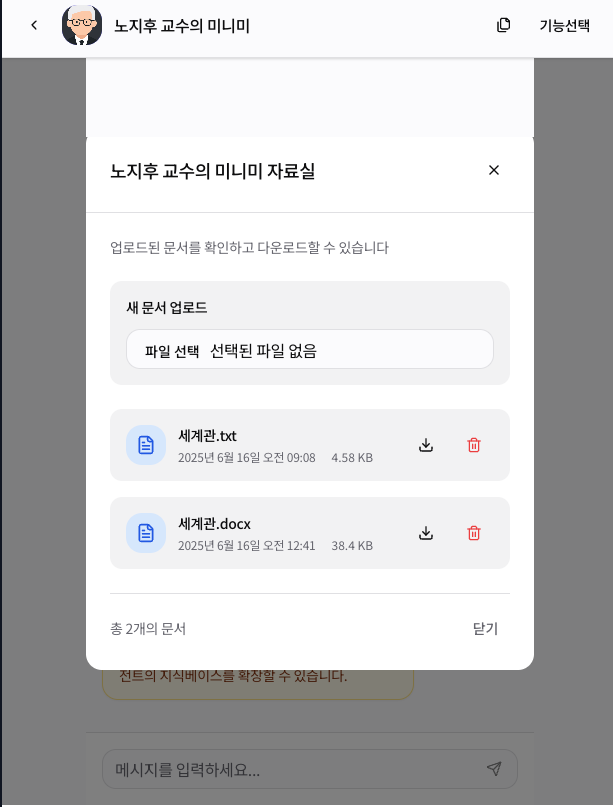 노지후 교수의 미니미
기능선택
노지후 교수의 미니미 자료실
업로드된 문서를 확인하고 다운로드할 수 있습니다
새 문서 업로드
파일 선택 선택된 파일 없음
세계관.txt
2025년 6월 16일 오전 09:08 4.58 KB
세계관.docx
2025년 6월 16일 오전 12:41 38.4 KB
총 2개의 문서
닫기
전트의 지식베이스를 확장할 수 있습니다.
메시지를 입력하세요...